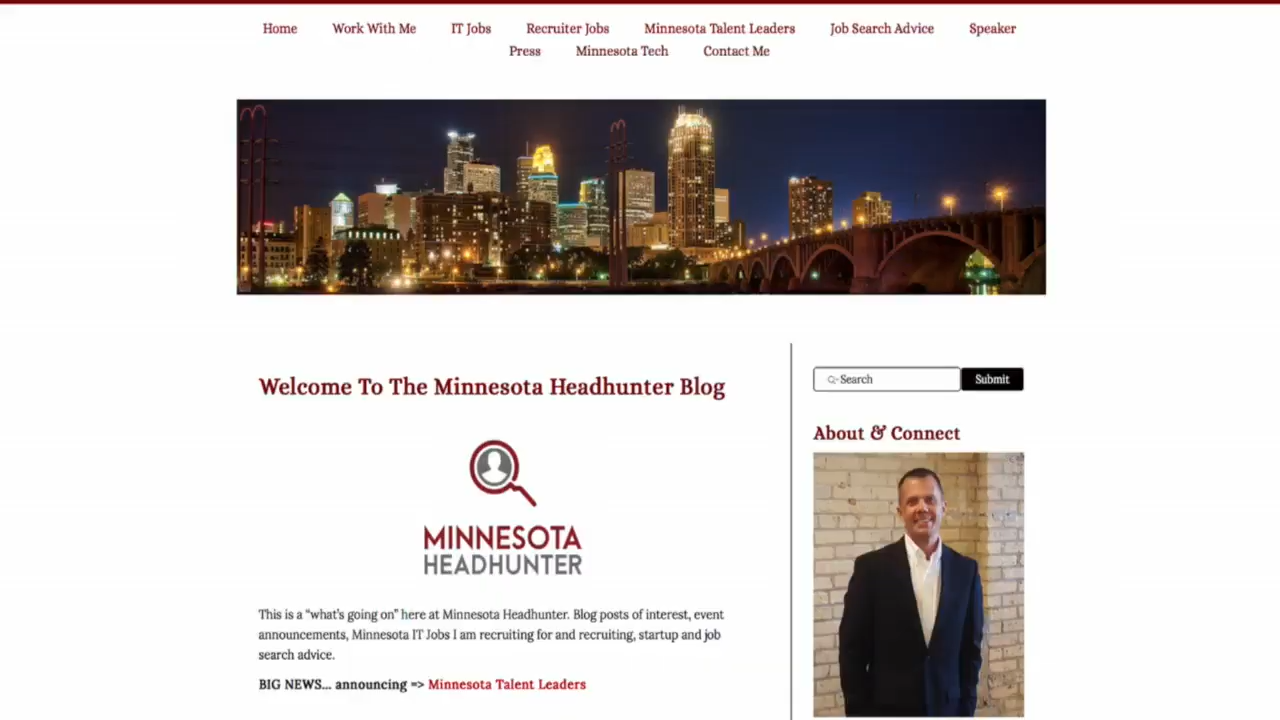 Home Work With Me IT Jobs Recruiter Jobs Minnesota Talent Leaders Job Search Advice Speaker
Press Minnesota Tech Contact Me
Welcome To The Minnesota Headhunter Blog
MINNESOTA
HEADHUNTER
This is a “what’s going on” here at Minnesota Headhunter. Blog posts of interest, event
announcements, Minnesota IT Jobs I am recruiting for and recruiting, startup and job
search advice.
BIG NEWS... announcing => Minnesota Talent Leaders
Search Submit
About & Connect